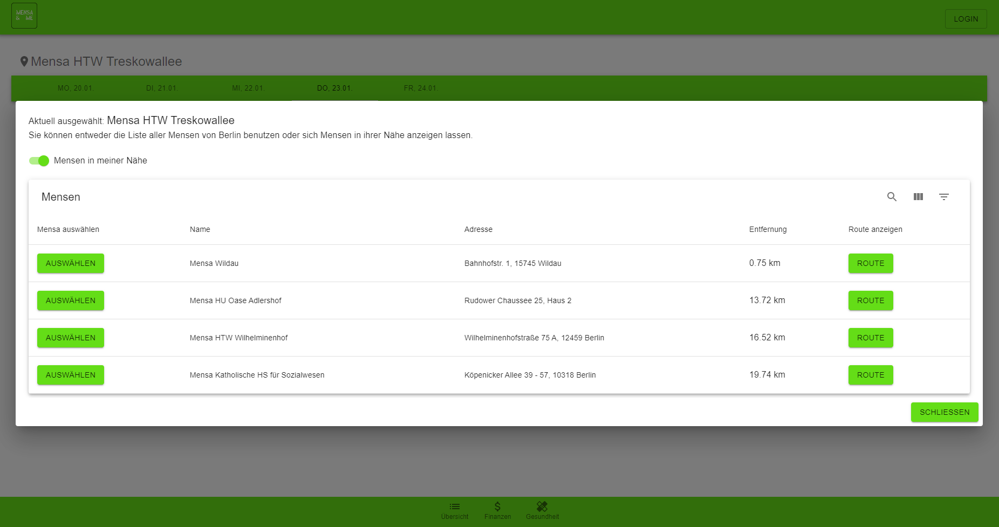 MENSA
& ME
LOGIN
Mensa HTW Treskowallee
MO, 20.01. DI, 21.01. MI, 22.01. DO, 23.01. FR, 24.01.
Aktuell ausgewählt: Mensa HTW Treskowallee
Sie können entweder die Liste aller Mensen von Berlin benutzen oder sich Mensen in ihrer Nähe anzeigen lassen.
Mensen in meiner Nähe
Mensen
Mensa auswählen Name Adresse Entfernung Route anzeigen
AUSWÄHLEN Mensa Wildau Bahnhofstr. 1, 15745 Wildau 0.75 km ROUTE
AUSWÄHLEN Mensa HU Oase Adlershof Rudower Chaussee 25, Haus 2 13.72 km ROUTE
AUSWÄHLEN Mensa HTW Wilhelminenhof Wilhelminenhofstraße 75 A, 12459 Berlin 16.52 km ROUTE
AUSWÄHLEN Mensa Katholische HS für Sozialwesen Köpenicker Allee 39 - 57, 10318 Berlin 19.74 km ROUTE
SCHLIESSEN
Übersicht Finanzen Gesundheit